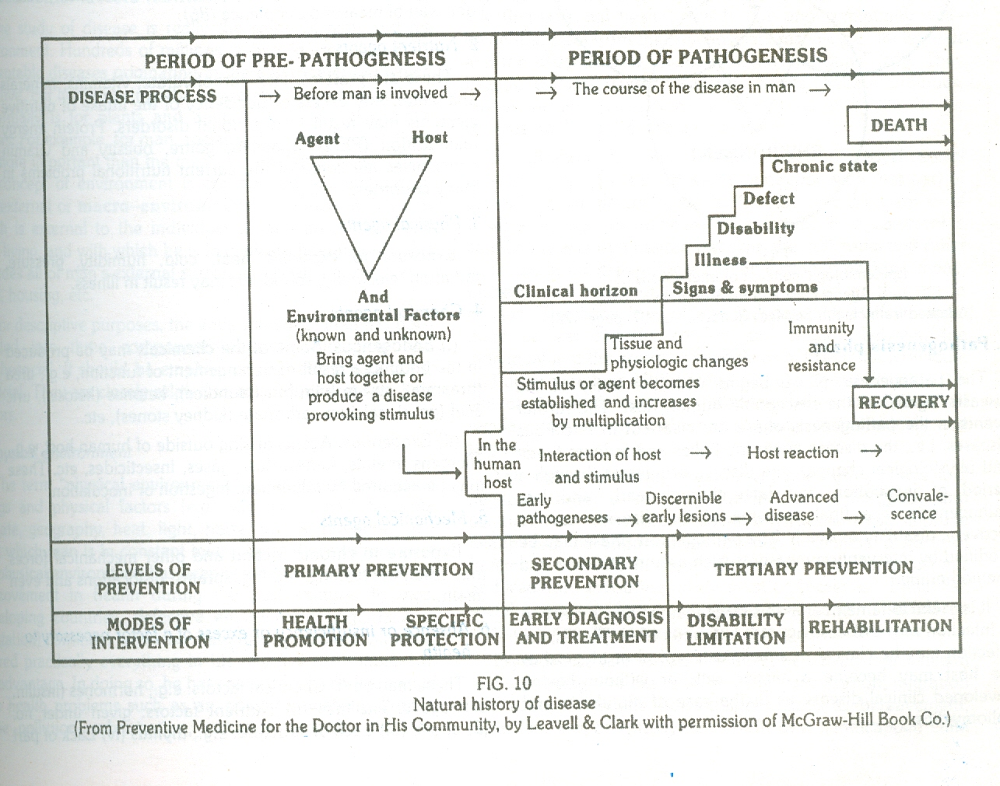 PERIOD OF PRE- PATHOGENESIS
PERIOD OF PATHOGENESIS
DISEASE PROCESS
Before man is involved
The course of the disease in man
DEATH
Agent
Host
Chronic state
Defect
Disability
Illness
Clinical horizon
Signs & symptoms
And
Environmental Factors
(known and unknown)
Bring agent and
host together or
produce a disease
provoking stimulus
Tissue and
physiologic changes
Immunity
and
resistance
Stimulus or agent becomes
established and increases
by multiplication
RECOVERY
In the
human
host
Interaction of host
and stimulus
Host reaction
Early
pathogeneses
Discernible
early lesions
Advanced
disease
Convale-
scence
LEVELS OF
PREVENTION
PRIMARY PREVENTION
SECONDARY
PREVENTION
TERTIARY PREVENTION
MODES OF
INTERVENTION
HEALTH
PROMOTION
SPECIFIC
PROTECTION
EARLY DIAGNOSIS
AND TREATMENT
DISABILITY
LIMITATION
REHABILITATION
FIG. 10
Natural history of disease
(From Preventive Medicine for the Doctor in His Community, by Leavell & Clark with permission of McGraw-Hill Book Co.)